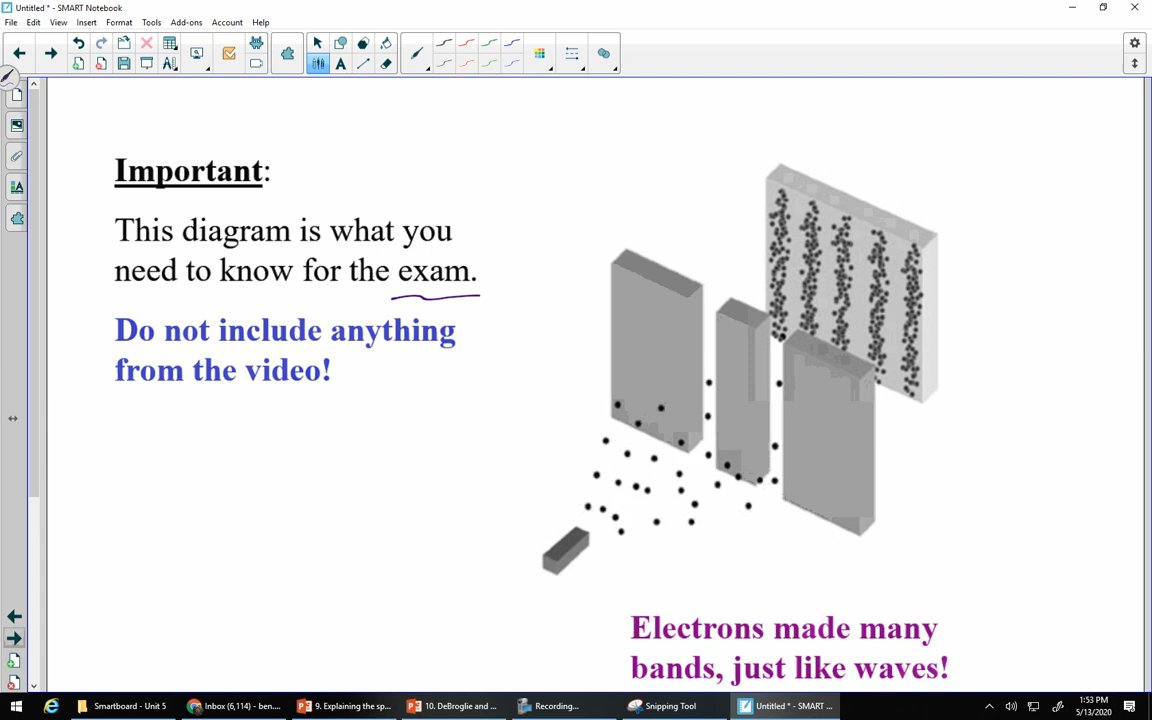 Untitled * - SMART Notebook
File Edit View Insert Format Tools Add-ons Account Help
Important:
This diagram is what you
need to know for the exam.
Do not include anything
from the video!
Electrons made many
bands, just like waves!
Smartboard - Unit 5
Inbox (6,114) - ben....
9. Explaining the sp...
10. DeBroglie and ...
Recording...
Snipping Tool
Untitled * - SMART ...
1:53 PM
5/13/2020